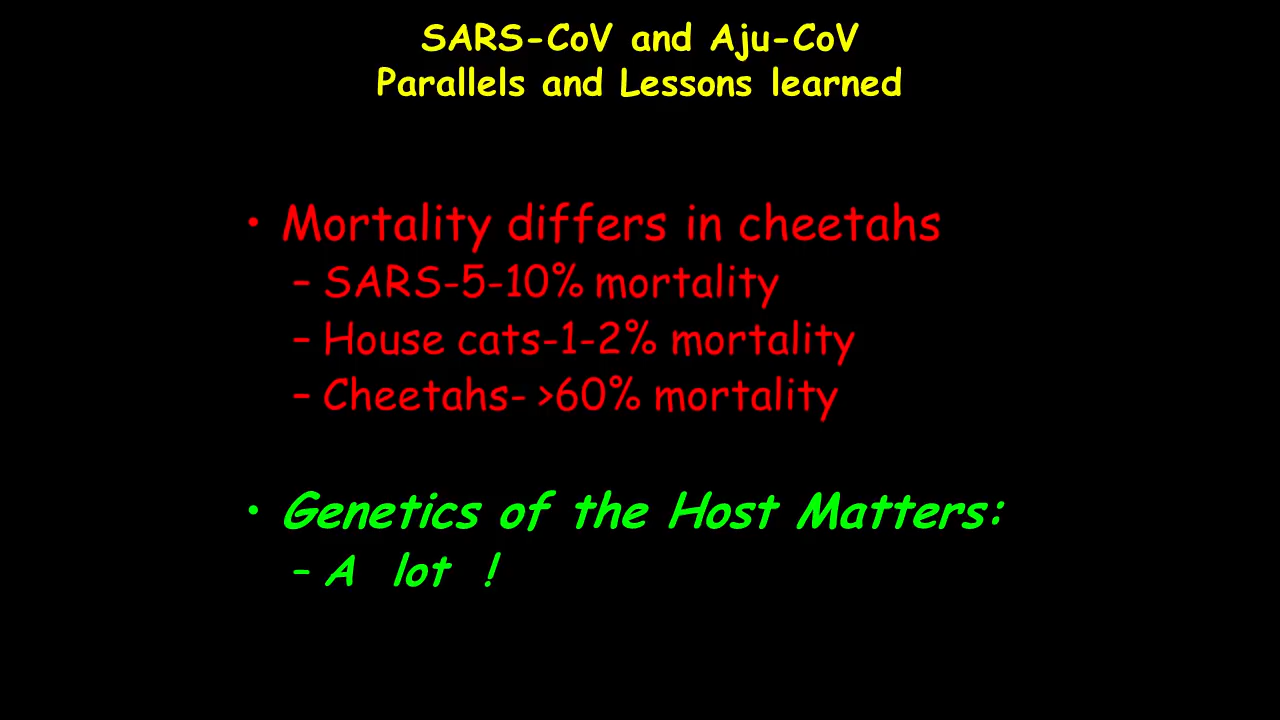 SARS-CoV and Aju-CoV
Parallels and Lessons learned
• Mortality differs in cheetahs
– SARS-5-10% mortality
– House cats-1-2% mortality
– Cheetahs- >60% mortality
• Genetics of the Host Matters:
– A lot !